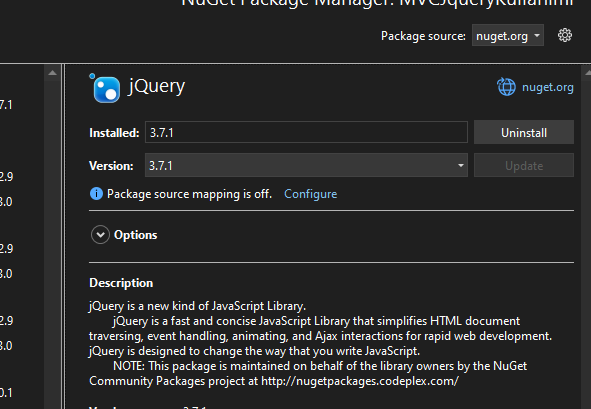 NuGet Package Manager: MVCJqueryKullanimi
Package source: nuget.org
jQuery
nuget.org
7.1
Installed: 3.7.1
Uninstall
Version: 3.7.1
Update
2.9
Package source mapping is off. Configure
3.0
Options
2.9
3.0
Description
jQuery is a new kind of JavaScript Library.
jQuery is a fast and concise JavaScript Library that simplifies HTML document
2.9
traversing, event handling, animating, and Ajax interactions for rapid web development.
3.0
jQuery is designed to change the way that you write JavaScript.
NOTE: This package is maintained on behalf of the library owners by the NuGet
Community Packages project at http://nugetpackages.codeplex.com/
0.1
3.7.1